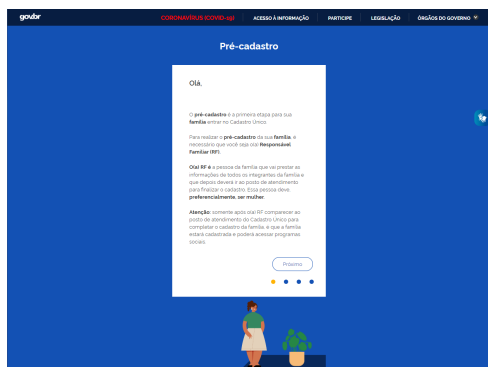 gov.br
CORONAVÍRUS (COVID-19) ACESSO À INFORMAÇÃO PARTICIPE LEGISLAÇÃO ÓRGÃOS DO GOVERNO
Pré-cadastro
Olá,
O pré-cadastro é a primeira etapa para sua
família entrar no Cadastro Único.
Para realizar o pré-cadastro da sua família, é
necessário que você seja o(a) Responsável
Familiar (RF).
O(a) RF é a pessoa da família que vai prestar as
informações de todos os integrantes da família e
que depois deverá ir ao posto de atendimento
para finalizar o cadastro. Essa pessoa deve
preferencialmente, ser mulher.
Atenção: somente após o(a) RF comparecer ao
posto de atendimento do Cadastro Único para
completar o cadastro da família, é que a família
estará cadastrada e poderá acessar programas
sociais.
Próximo